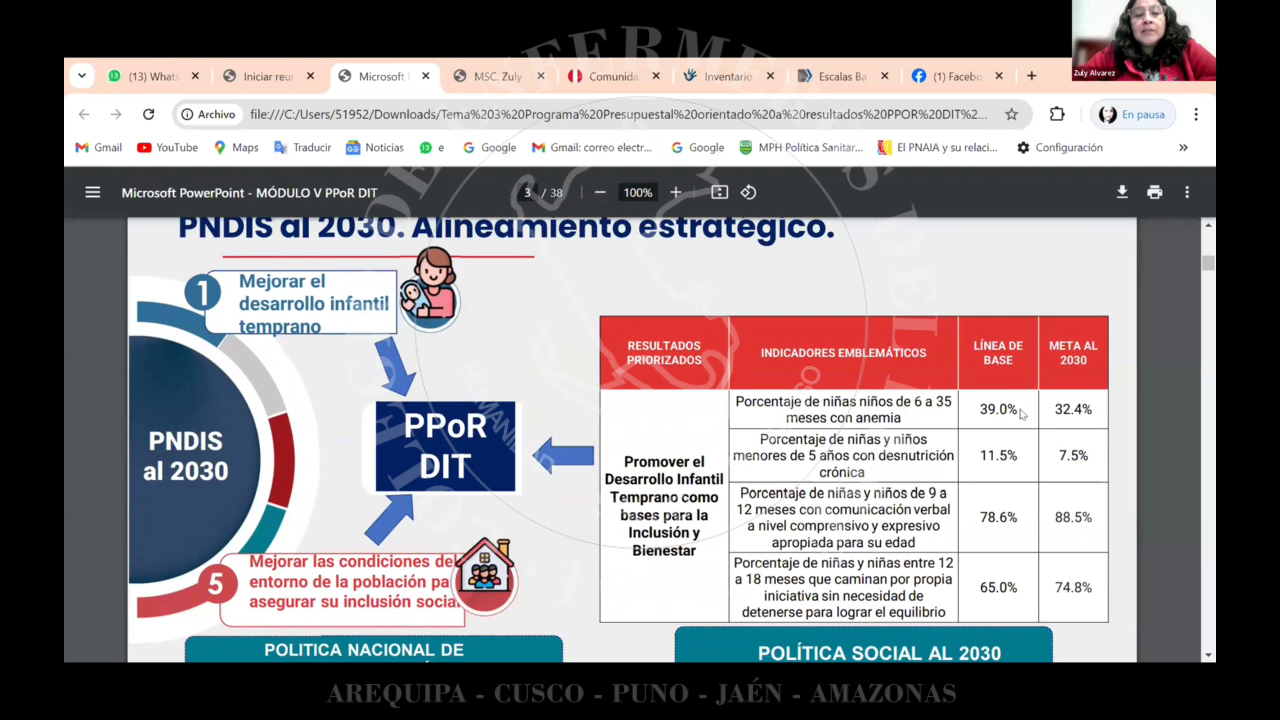 Zuly Alvarez
(13) Whats
Iniciar reu
Microsoft
MSC. Zuly
Comunida
Inventario
Escalas Ba
(1) Facebo
Archivo
file:///C:/Users/51952/Downloads/Tema%203%20Programa%20Presupuestal%20orientado%20a%20resultados%20PPOR%20DIT%2...
En pausa
Gmail
YouTube
Maps
Traducir
Noticias
e
Google
Gmail: correo electr...
Google
MPH Política Sanitar...
El PNAIA y su relaci...
Configuración
Microsoft PowerPoint - MÓDULO V PPoR DIT
3 / 38
100%
PNDIS al 2030. Alineamiento estratégico.
1
Mejorar el
desarrollo infantil
temprano
PNDIS
al 2030
PPoR
DIT
5
Mejorar las condiciones del
entorno de la población pa
asegurar su inclusión social
RESULTADOS
PRIORIZADOS
INDICADORES EMBLEMÁTICOS
LÍNEA DE
BASE
META AL
2030
Promover el
Desarrollo Infantil
Temprano como
bases para la
Inclusión y
Bienestar
Porcentaje de niñas niños de 6 a 35
meses con anemia
39.0%
32.4%
Porcentaje de niñas y niños
menores de 5 años con desnutrición
crónica
11.5%
7.5%
Porcentaje de niñas y niños de 9 a
12 meses con comunicación verbal
a nivel comprensivo y expresivo
apropiada para su edad
78.6%
88.5%
Porcentaje de niñas y niñas entre 12
a 18 meses que caminan por propia
iniciativa sin necesidad de
detenerse para lograr el equilibrio
65.0%
74.8%
POLITICA NACIONAL DE
POLÍTICA SOCIAL AL 2030
AREQUIPA - CUSCO - PUNO - JAÉN - AMAZONAS